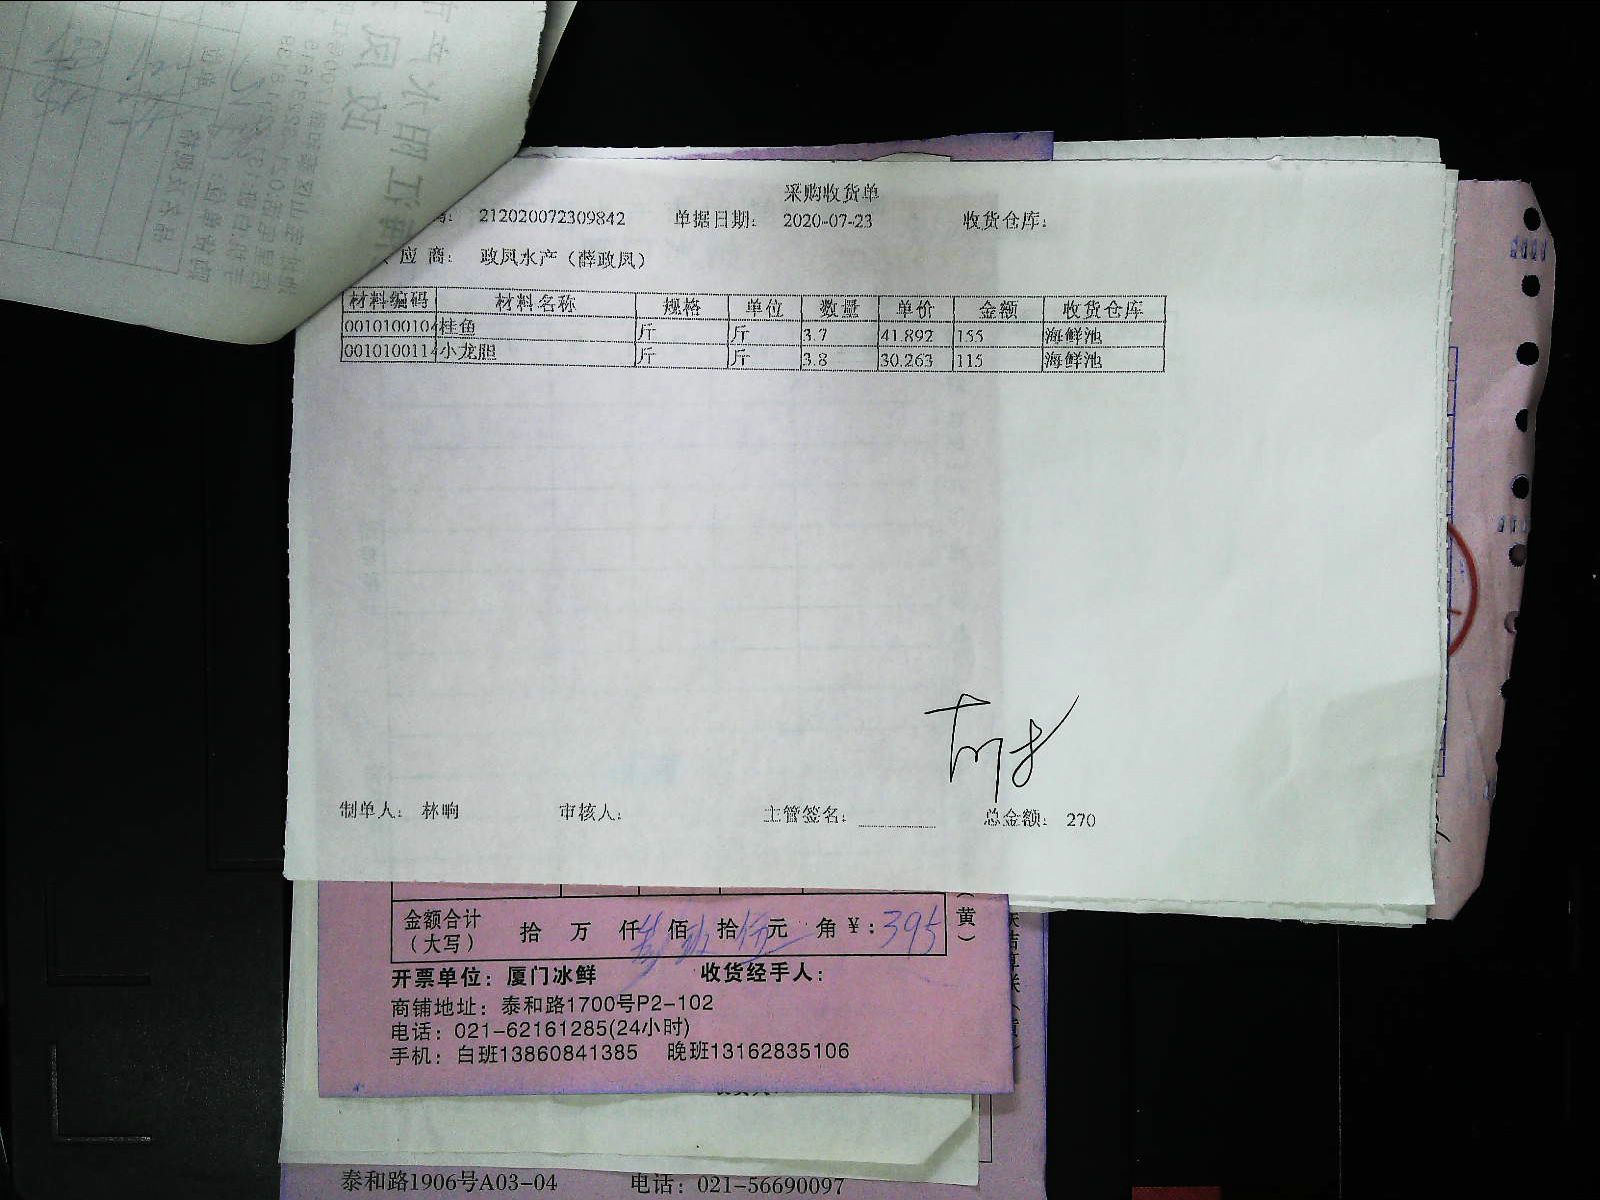 采购收货单
212020072309842 单据日期： 2020-07-23 收货仓库：
应商： 政凤水产（薛政凤）
材料编码 材料名称 规格 单位 数量 单价 金额 收货仓库
0010100104 桂鱼 斤 斤 3.7 41.892 155 海鲜池
0010100114 小龙胆 斤 斤 3.8 30.263 115 海鲜池
制单人： 林晌 审核人： 主管签名： 总金额： 270
金额合计（大写） 拾 万 仟 佰 拾 元 角 ¥：395
（黄）
开票单位：厦门冰鲜 收货经手人：
商铺地址：泰和路1700号P2-102
电话：021-62161285(24小时)
手机：白班13860841385 晚班13162835106
泰和路1906号A03-04 电话：021-56690097